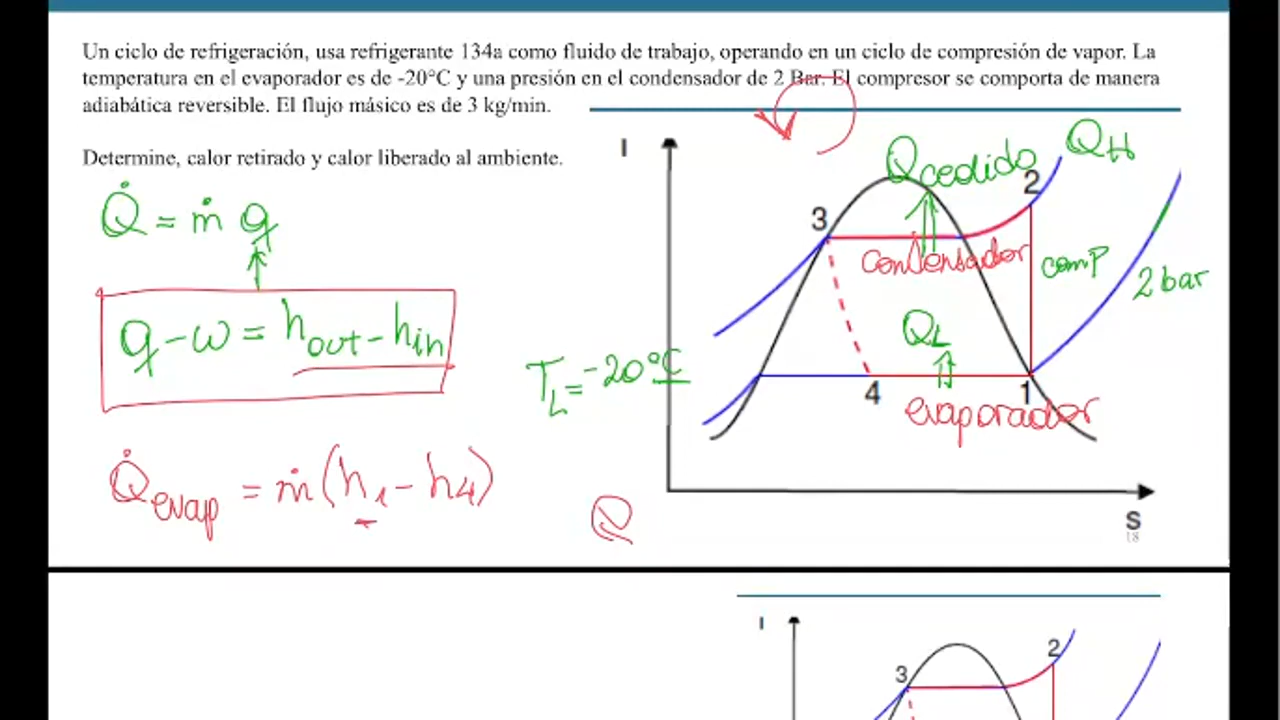 Un ciclo de refrigeración, usa refrigerante 134a como fluido de trabajo, operando en un ciclo de compresión de vapor. La
temperatura en el evaporador es de -20°C y una presión en el condensador de 2 Bar. El compresor se comporta de manera
adiabática reversible. El flujo másico es de 3 kg/min.
Determine, calor retirado y calor liberado al ambiente.
Q̇ = ṁ q
q - w = hout - hin
Q̇evap = ṁ (h1 - h4)
Q
Qcedido
QH
2
3
condensador
comP
2 bar
QL
TL = -20°C
4
1
evaporador
S
18
2
3